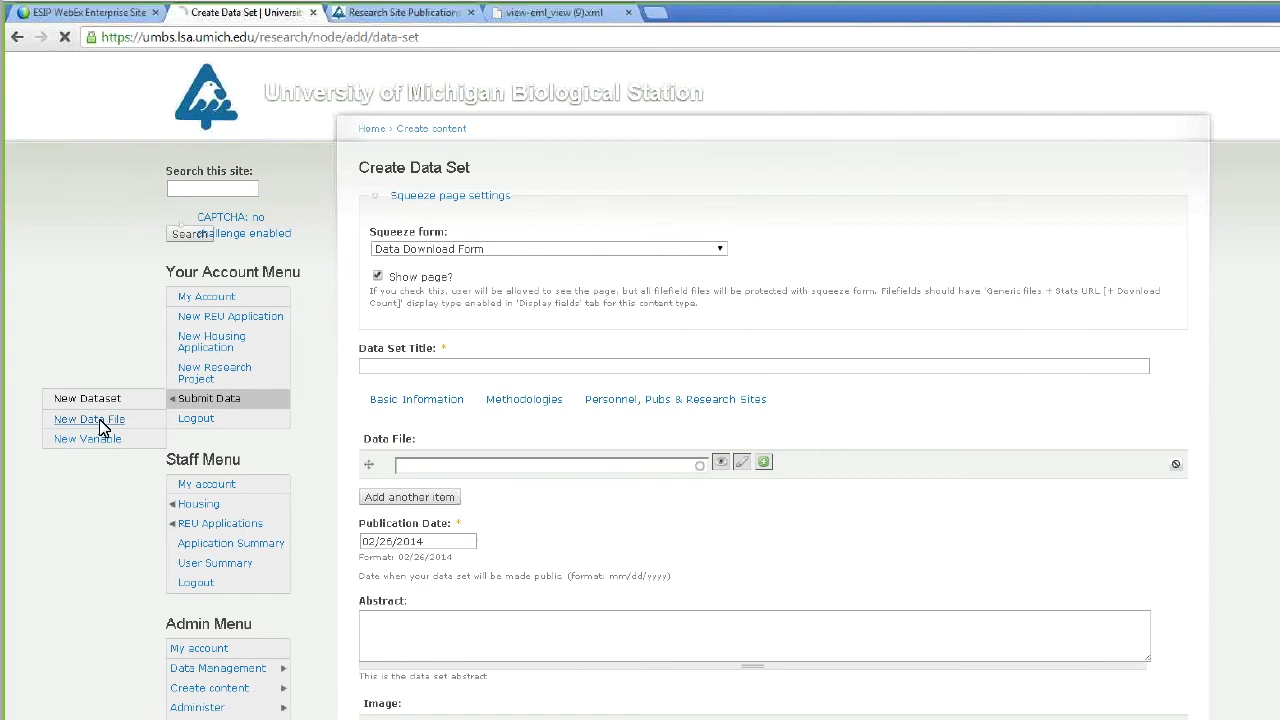 ESIP WebEx Enterprise Site
Create Data Set | Universit
Research Site Publications
view-eml_view (9).xml
https://umbs.lsa.umich.edu/research/node/add/data-set
University of Michigan Biological Station
Home › Create content
Search this site:
CAPTCHA: no
challenge enabled
Search
Your Account Menu
My Account
New REU Application
New Housing
Application
New Research
Project
Submit Data
Logout
New Dataset
New Data File
New Variable
Staff Menu
My account
Housing
REU Applications
Application Summary
User Summary
Logout
Admin Menu
My account
Data Management
Create content
Administer
Create Data Set
Squeeze page settings
Squeeze form:
Data Download Form
Show page?
If you check this, user will be allowed to see the page, but all filefield files will be protected with squeeze form. Filefields should have 'Generic files + Stats URL [+ Download
Count]' display type enabled in 'Display fields' tab for this content type.
Data Set Title: *
Basic Information Methodologies Personnel, Pubs & Research Sites
Data File:
Add another item
Publication Date: *
02/26/2014
Format: 02/26/2014
Date when your data set will be made public. (format: mm/dd/yyyy)
Abstract:
This is the data set abstract
Image: